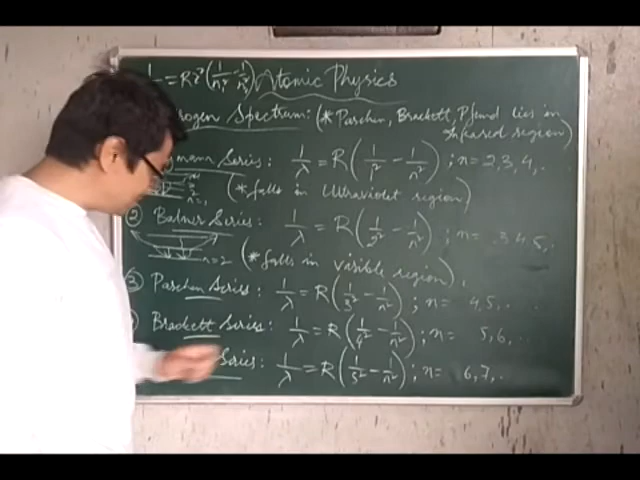 1/λ = RZ²(1/n₁² - 1/n₂²) Atomic Physics
rogen Spectrum: (* Paschen, Brackett, Pfund lies in
Infrared region)
mann Series: 1/λ = R(1/1² - 1/n²); n = 2,3,4,..
n=1 (* falls in Ultraviolet region)
② Balmer Series: 1/λ = R(1/2² - 1/n²); n = 3,4,5,..
n=2 (* falls in visible region),
③ Paschen Series: 1/λ = R(1/3² - 1/n²); n = 4,5,...
Brackett Series: 1/λ = R(1/4² - 1/n²); n = 5,6,...
Series: 1/λ = R(1/5² - 1/n²); n = 6,7,..